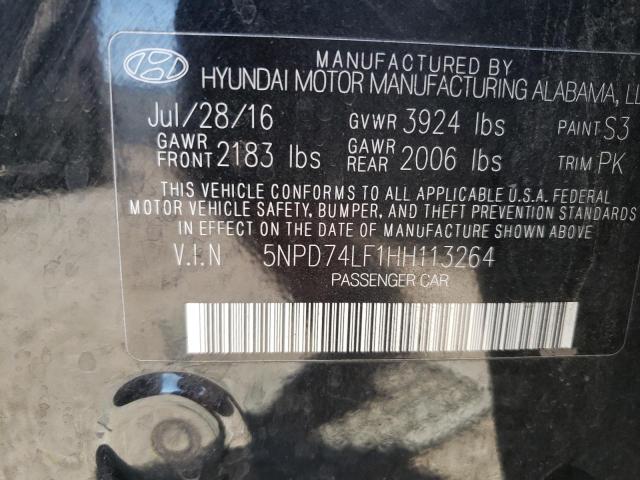 MANUFACTURED BY
HYUNDAI MOTOR MANUFACTURING ALABAMA, LL
Jul/28/16 GVWR 3924 lbs PAINT S3
GAWR FRONT 2183 lbs GAWR REAR 2006 lbs TRIM PK
THIS VEHICLE CONFORMS TO ALL APPLICABLE U.S.A. FEDERAL
MOTOR VEHICLE SAFETY, BUMPER, AND THEFT PREVENTION STANDARDS
IN EFFECT ON THE DATE OF MANUFACTURE SHOWN ABOVE
V.I.N 5NPD74LF1HH113264
PASSENGER CAR